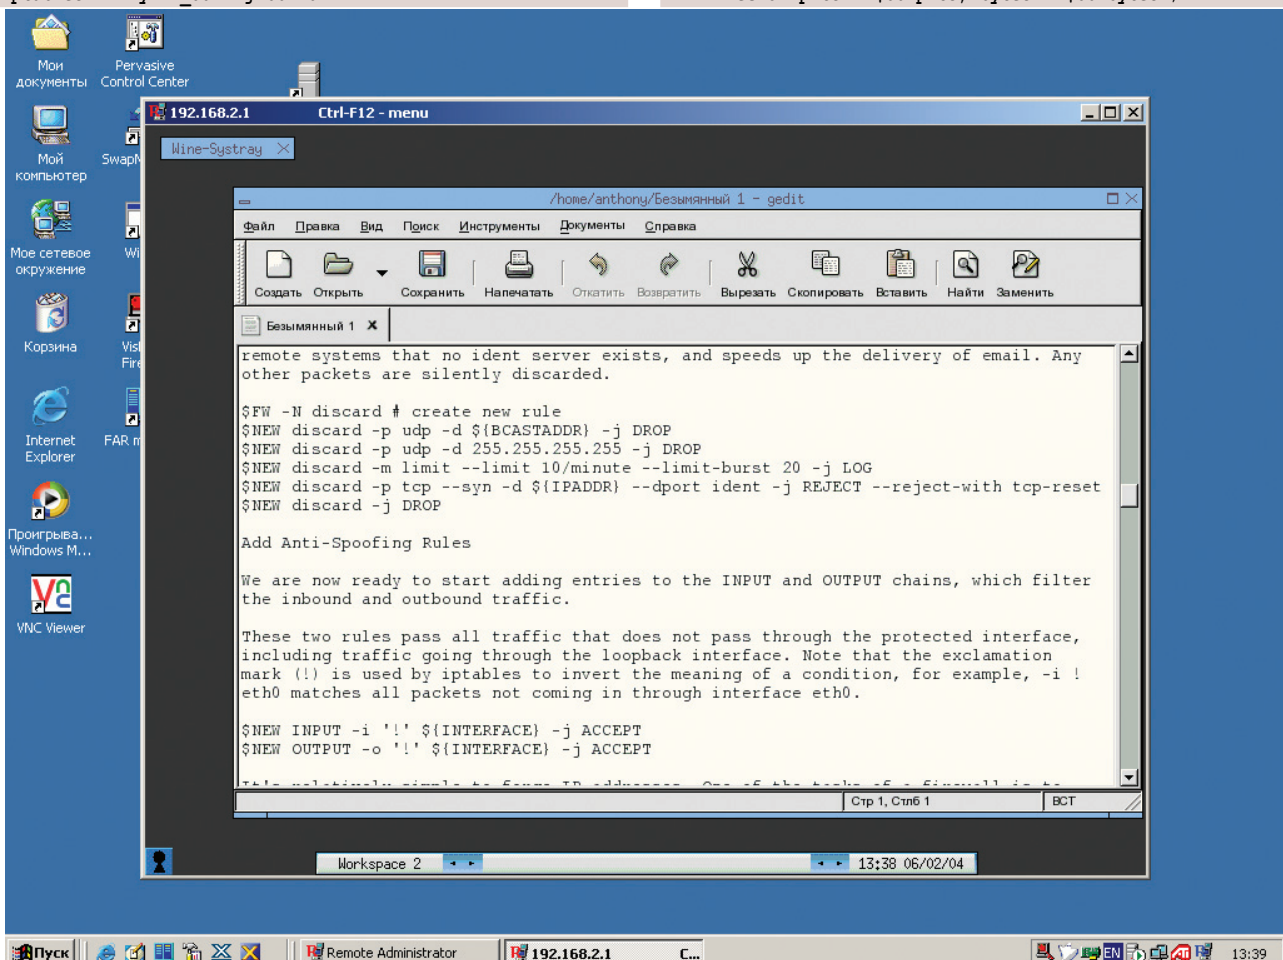 Мои
документы
Pervasive
Control Center
192.168.2.1 Ctrl-F12 - menu
Wine-Systray
Мой
компьютер
/home/anthony/Безымянный 1 - gedit
Файл Правка Вид Поиск Инструменты Документы Справка
Мое сетевое
окружение
Создать Открыть Сохранить Напечатать Откатить Возвратить Вырезать Скопировать Вставить Найти Заменить
Безымянный 1
Корзина
remote systems that no ident server exists, and speeds up the delivery of email. Any
other packets are silently discarded.
$FW -N discard # create new rule
$NEW discard -p udp -d ${BCASTADDR} -j DROP
$NEW discard -p udp -d 255.255.255.255 -j DROP
$NEW discard -m limit --limit 10/minute --limit-burst 20 -j LOG
$NEW discard -p tcp --syn -d ${IPADDR} --dport ident -j REJECT --reject-with tcp-reset
$NEW discard -j DROP
Internet
Explorer
FAR m
Проигрыва...
Windows M...
Add Anti-Spoofing Rules
We are now ready to start adding entries to the INPUT and OUTPUT chains, which filter
the inbound and outbound traffic.
VNC Viewer
These two rules pass all traffic that does not pass through the protected interface,
including traffic going through the loopback interface. Note that the exclamation
mark (!) is used by iptables to invert the meaning of a condition, for example, -i !
eth0 matches all packets not coming in through interface eth0.
$NEW INPUT -i '!' ${INTERFACE} -j ACCEPT
$NEW OUTPUT -o '!' ${INTERFACE} -j ACCEPT
Стр 1, Стлб 1 ВСТ
Workspace 2 13:38 06/02/04
Пуск Remote Administrator 192.168.2.1 C... EN 13:39